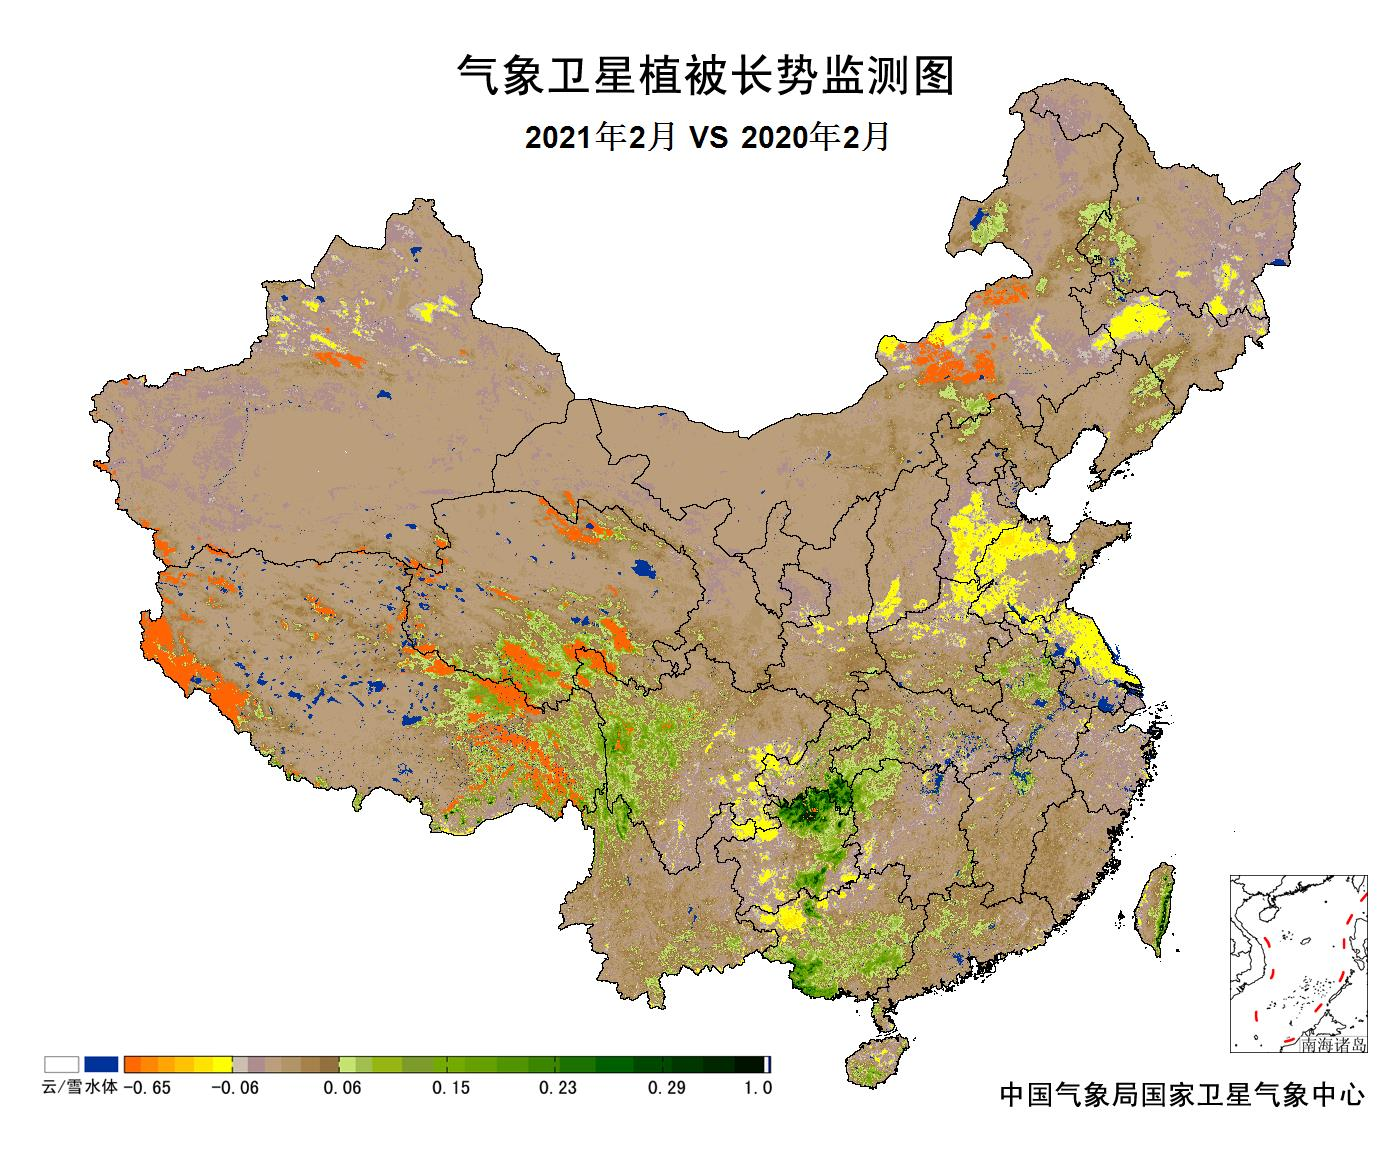 气象卫星植被长势监测图
2021年2月 VS 2020年2月
南海诸岛
云/雪 水体 -0.65 -0.06 0.06 0.15 0.23 0.29 1.0
中国气象局国家卫星气象中心